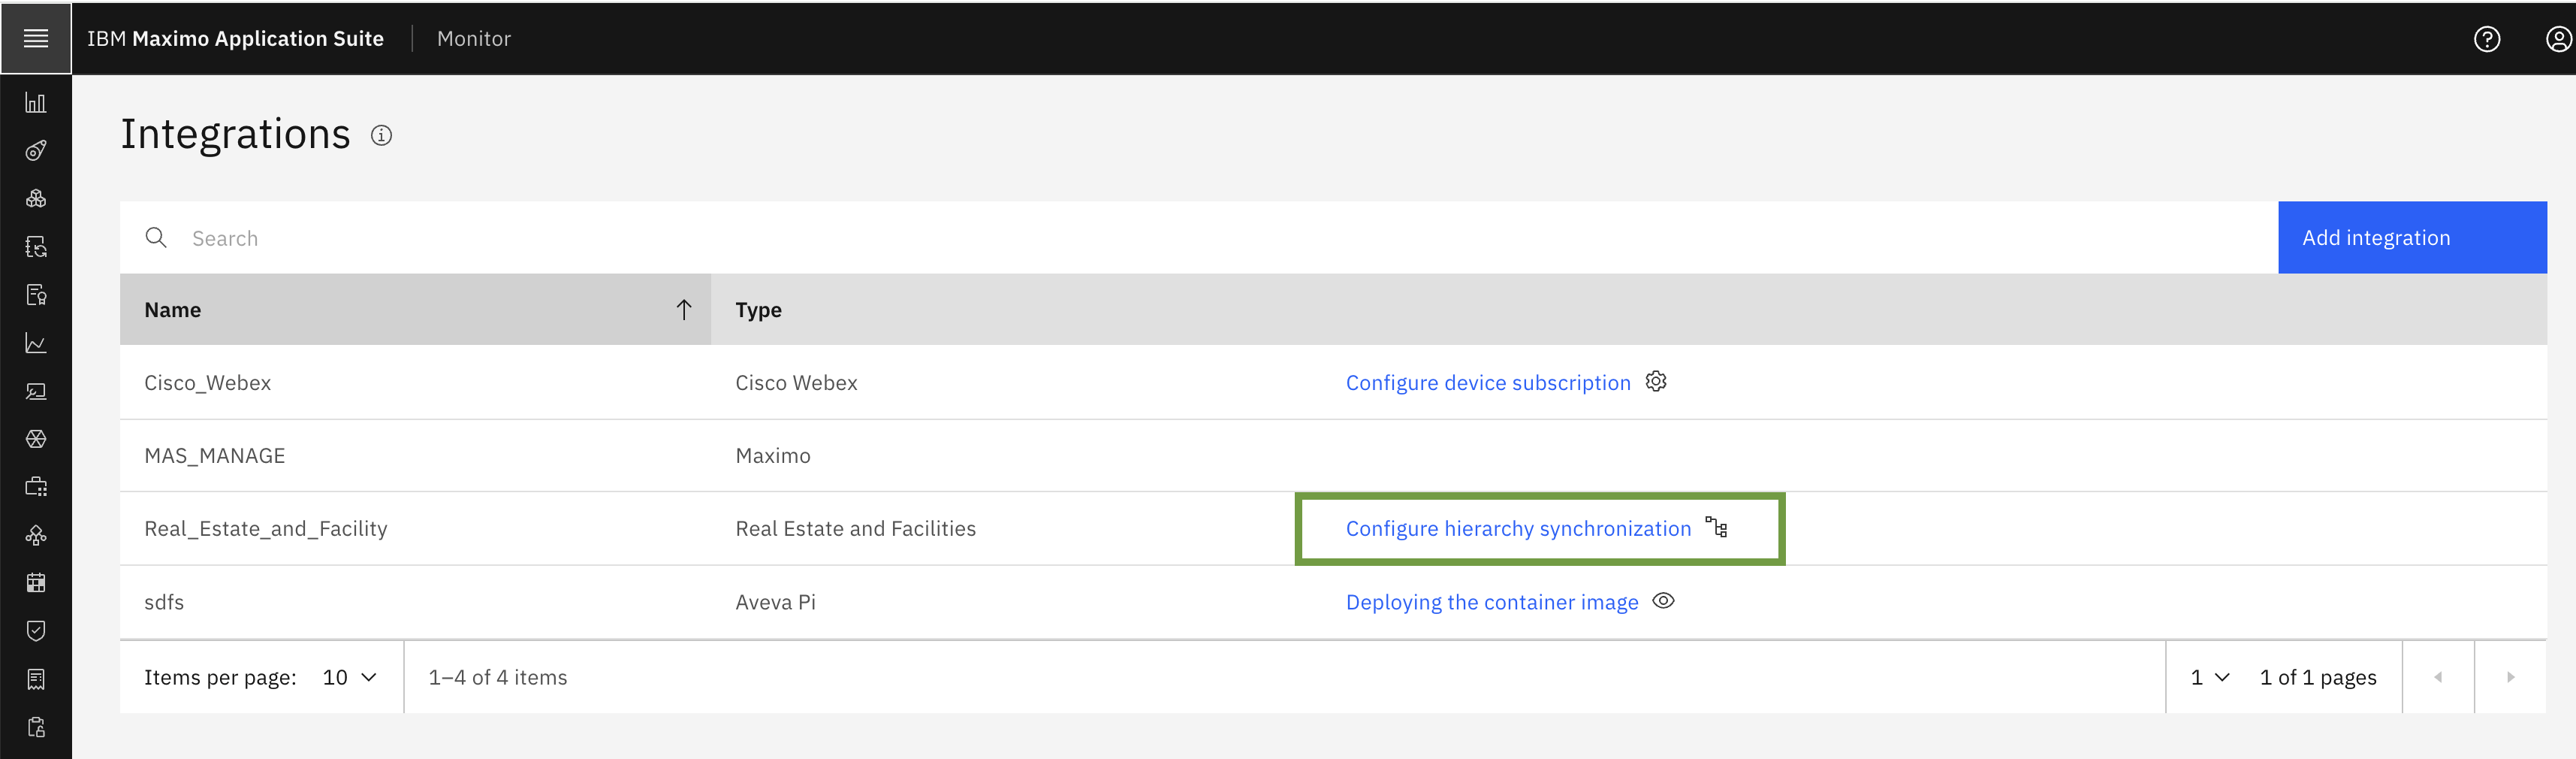 IBM Maximo Application Suite Monitor
Integrations
Search
Add integration
Name Type
Cisco_Webex Cisco Webex Configure device subscription
MAS_MANAGE Maximo
Real_Estate_and_Facility Real Estate and Facilities Configure hierarchy synchronization
sdfs Aveva Pi Deploying the container image
Items per page: 10 1–4 of 4 items 1 1 of 1 pages